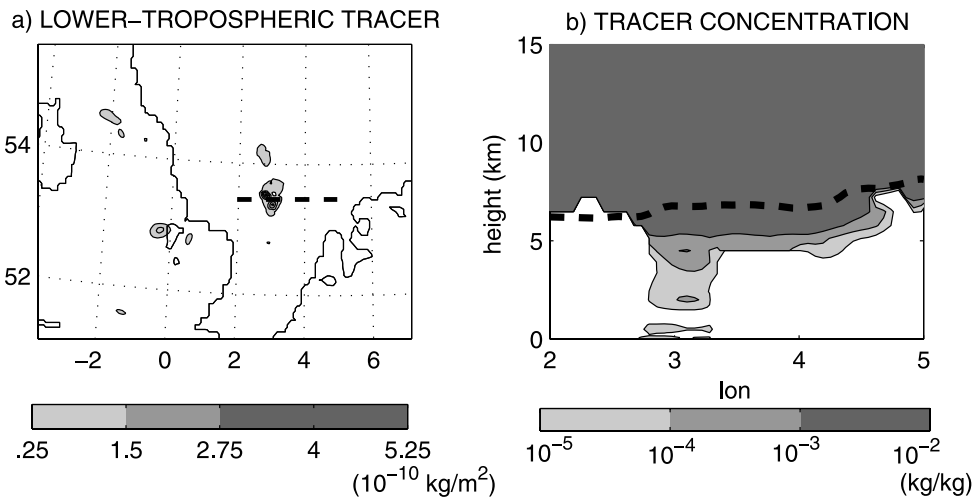 a) LOWER−TROPOSPHERIC TRACER
54
52
−2 0 2 4 6
.25 1.5 2.75 4 5.25
(10⁻¹⁰ kg/m²)
b) TRACER CONCENTRATION
15
10
5
0
height (km)
2 3 4 5
lon
10⁻⁵ 10⁻⁴ 10⁻³ 10⁻²
(kg/kg)